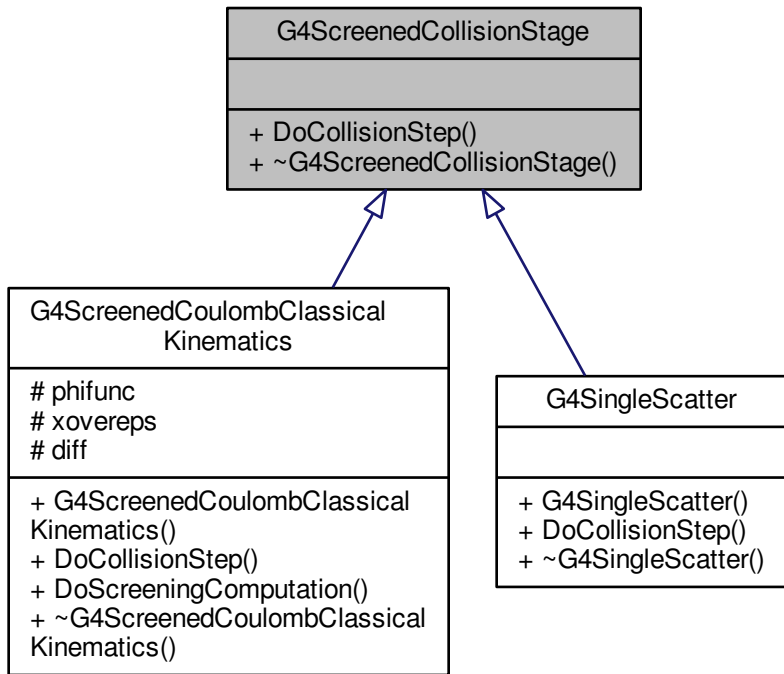 G4ScreenedCollisionStage
+ DoCollisionStep()
+ ~G4ScreenedCollisionStage()
G4ScreenedCoulombClassical
Kinematics
# phifunc
# xovereps
# diff
+ G4ScreenedCoulombClassical
Kinematics()
+ DoCollisionStep()
+ DoScreeningComputation()
+ ~G4ScreenedCoulombClassical
Kinematics()
G4SingleScatter
+ G4SingleScatter()
+ DoCollisionStep()
+ ~G4SingleScatter()